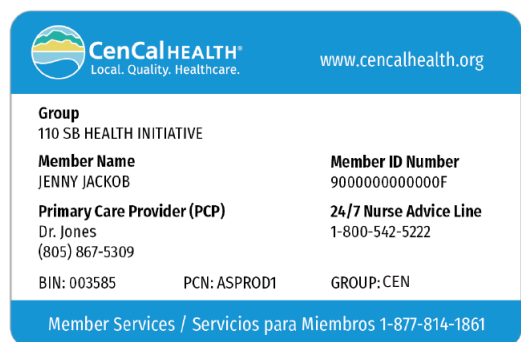 CenCal HEALTH®
Local. Quality. Healthcare.
www.cencalhealth.org
Group
110 SB HEALTH INITIATIVE
Member Name
JENNY JACKOB
Member ID Number
9000000000000F
Primary Care Provider (PCP)
Dr. Jones
(805) 867-5309
24/7 Nurse Advice Line
1-800-542-5222
BIN: 003585 PCN: ASPROD1 GROUP: CEN
Member Services / Servicios para Miembros 1-877-814-1861